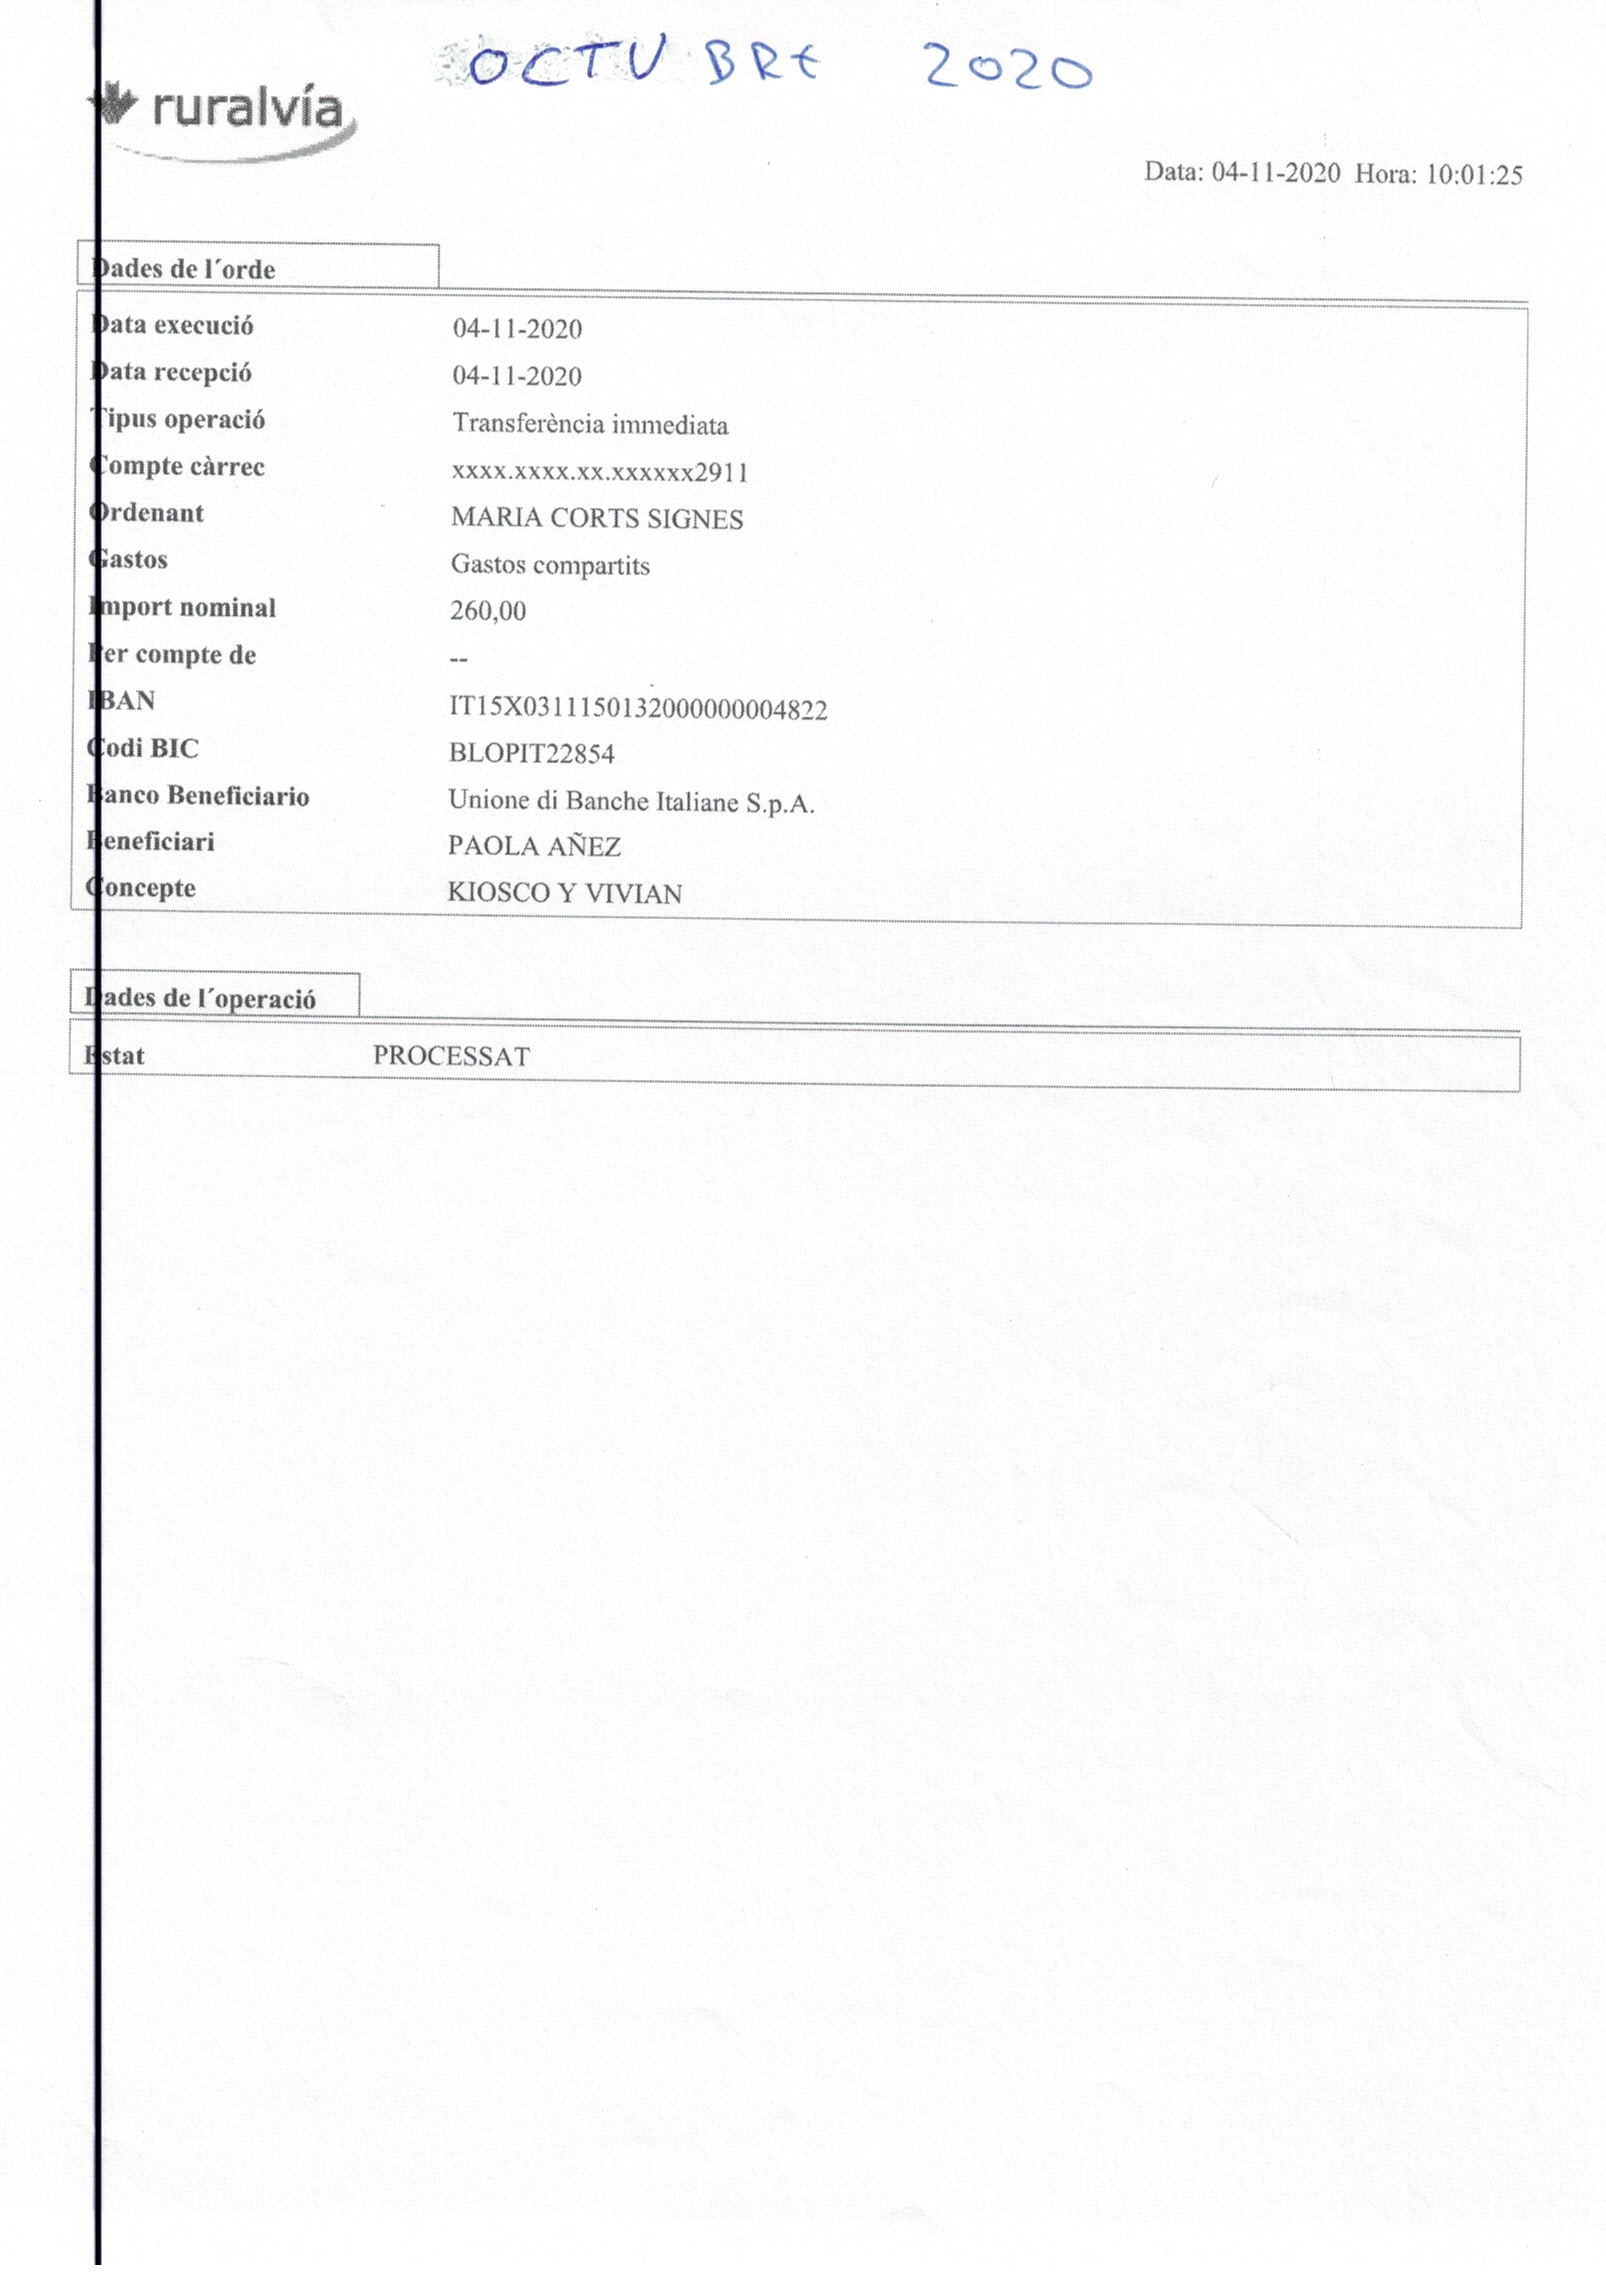 OCTUBRE 2020
ruralvía
Data: 04-11-2020 Hora: 10:01:25
Dades de l´orde
Data execució 04-11-2020
Data recepció 04-11-2020
Tipus operació Transferència immediata
Compte càrrec xxxx.xxxx.xx.xxxxxx2911
Ordenant MARIA CORTS SIGNES
Gastos Gastos compartits
Import nominal 260,00
Per compte de --
IBAN IT15X0311150132000000004822
Codi BIC BLOPIT22854
Banco Beneficiario Unione di Banche Italiane S.p.A.
Beneficiari PAOLA AÑEZ
Concepte KIOSCO Y VIVIAN
Dades de l´operació
Estat PROCESSAT